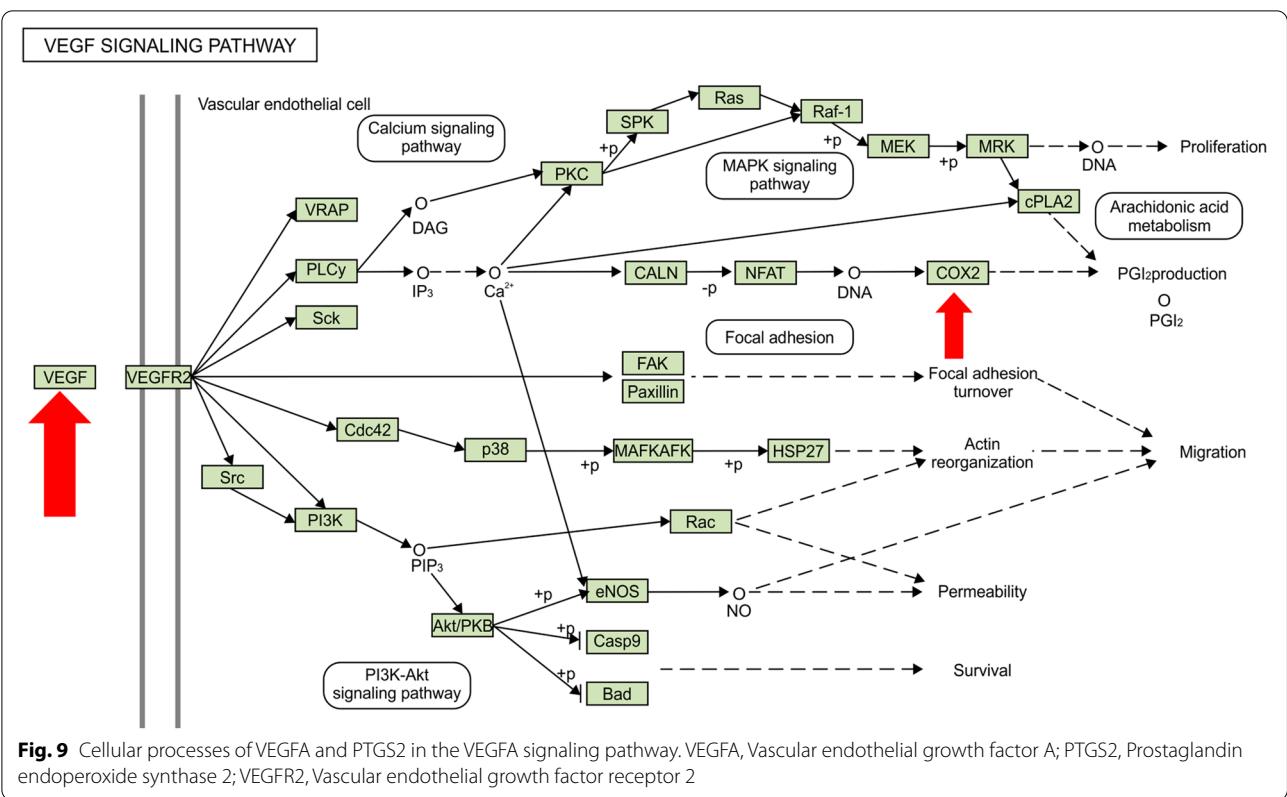 VEGF SIGNALING PATHWAY
Vascular endothelial cell
Calcium signaling
pathway
SPK
+p
Ras
Raf-1
+p
MEK
+p
MRK
DNA
Proliferation
PKC
MAPK signaling
pathway
cPLA2
Arachidonic acid
metabolism
VRAP
DAG
PLCy
IP3
Ca2+
CALN
-p
NFAT
DNA
COX2
PGI2production
PGI2
Sck
Focal adhesion
VEGF
VEGFR2
FAK
Paxillin
Focal adhesion
turnover
Cdc42
p38
+p
MAFKAFK
+p
HSP27
Actin
reorganization
Migration
Src
PI3K
PIP3
Rac
+p
eNOS
NO
Permeability
Akt/PKB
+p
Casp9
PI3K-Akt
signaling pathway
+p
Bad
Survival
Fig. 9 Cellular processes of VEGFA and PTGS2 in the VEGFA signaling pathway. VEGFA, Vascular endothelial growth factor A; PTGS2, Prostaglandin
endoperoxide synthase 2; VEGFR2, Vascular endothelial growth factor receptor 2